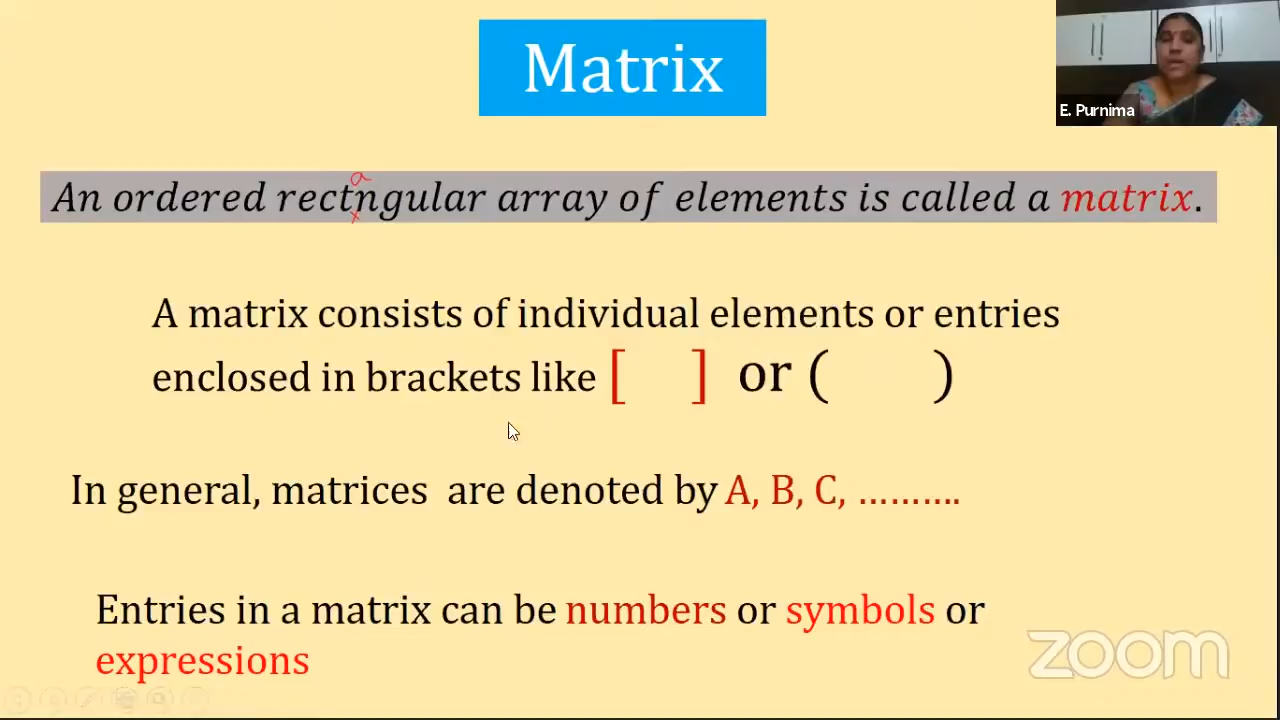 Matrix
E. Purnima
a
An ordered rectngular array of elements is called a matrix.
x
A matrix consists of individual elements or entries
enclosed in brackets like [ ] or ( )
In general, matrices are denoted by A, B, C, ……….
Entries in a matrix can be numbers or symbols or
expressions
zoom